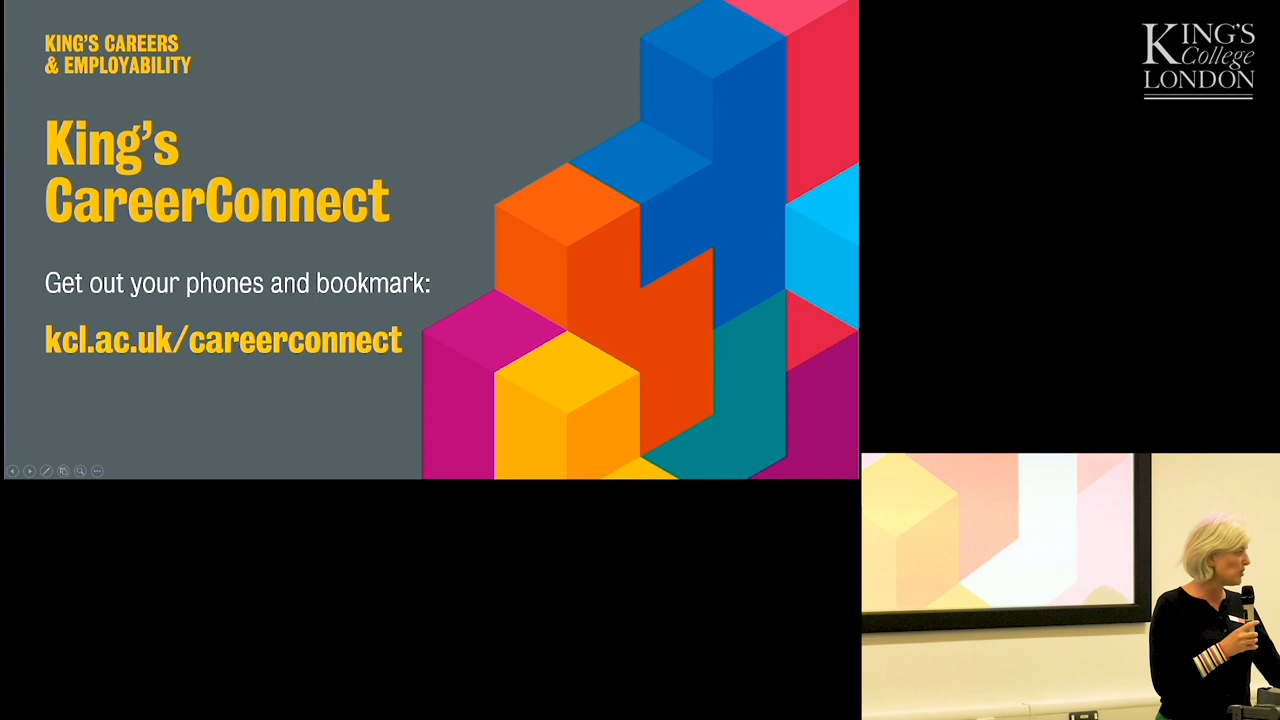 KING'S CAREERS
& EMPLOYABILITY
King's
CareerConnect
Get out your phones and bookmark:
kcl.ac.uk/careerconnect
KING'S
College
LONDON